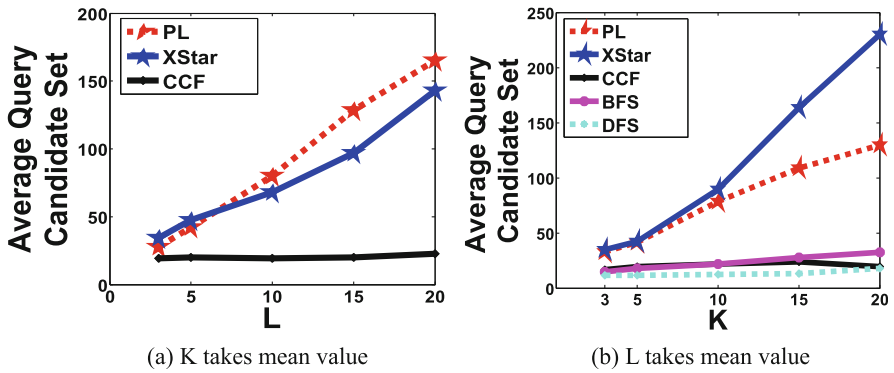 Average Query
Candidate Set
200
150
100
50
0
0
5
10
15
20
L
PL
XStar
CCF
(a) K takes mean value
Average Query
Candidate Set
250
200
150
100
50
0
3
5
10
15
20
K
PL
XStar
CCF
BFS
DFS
(b) L takes mean value